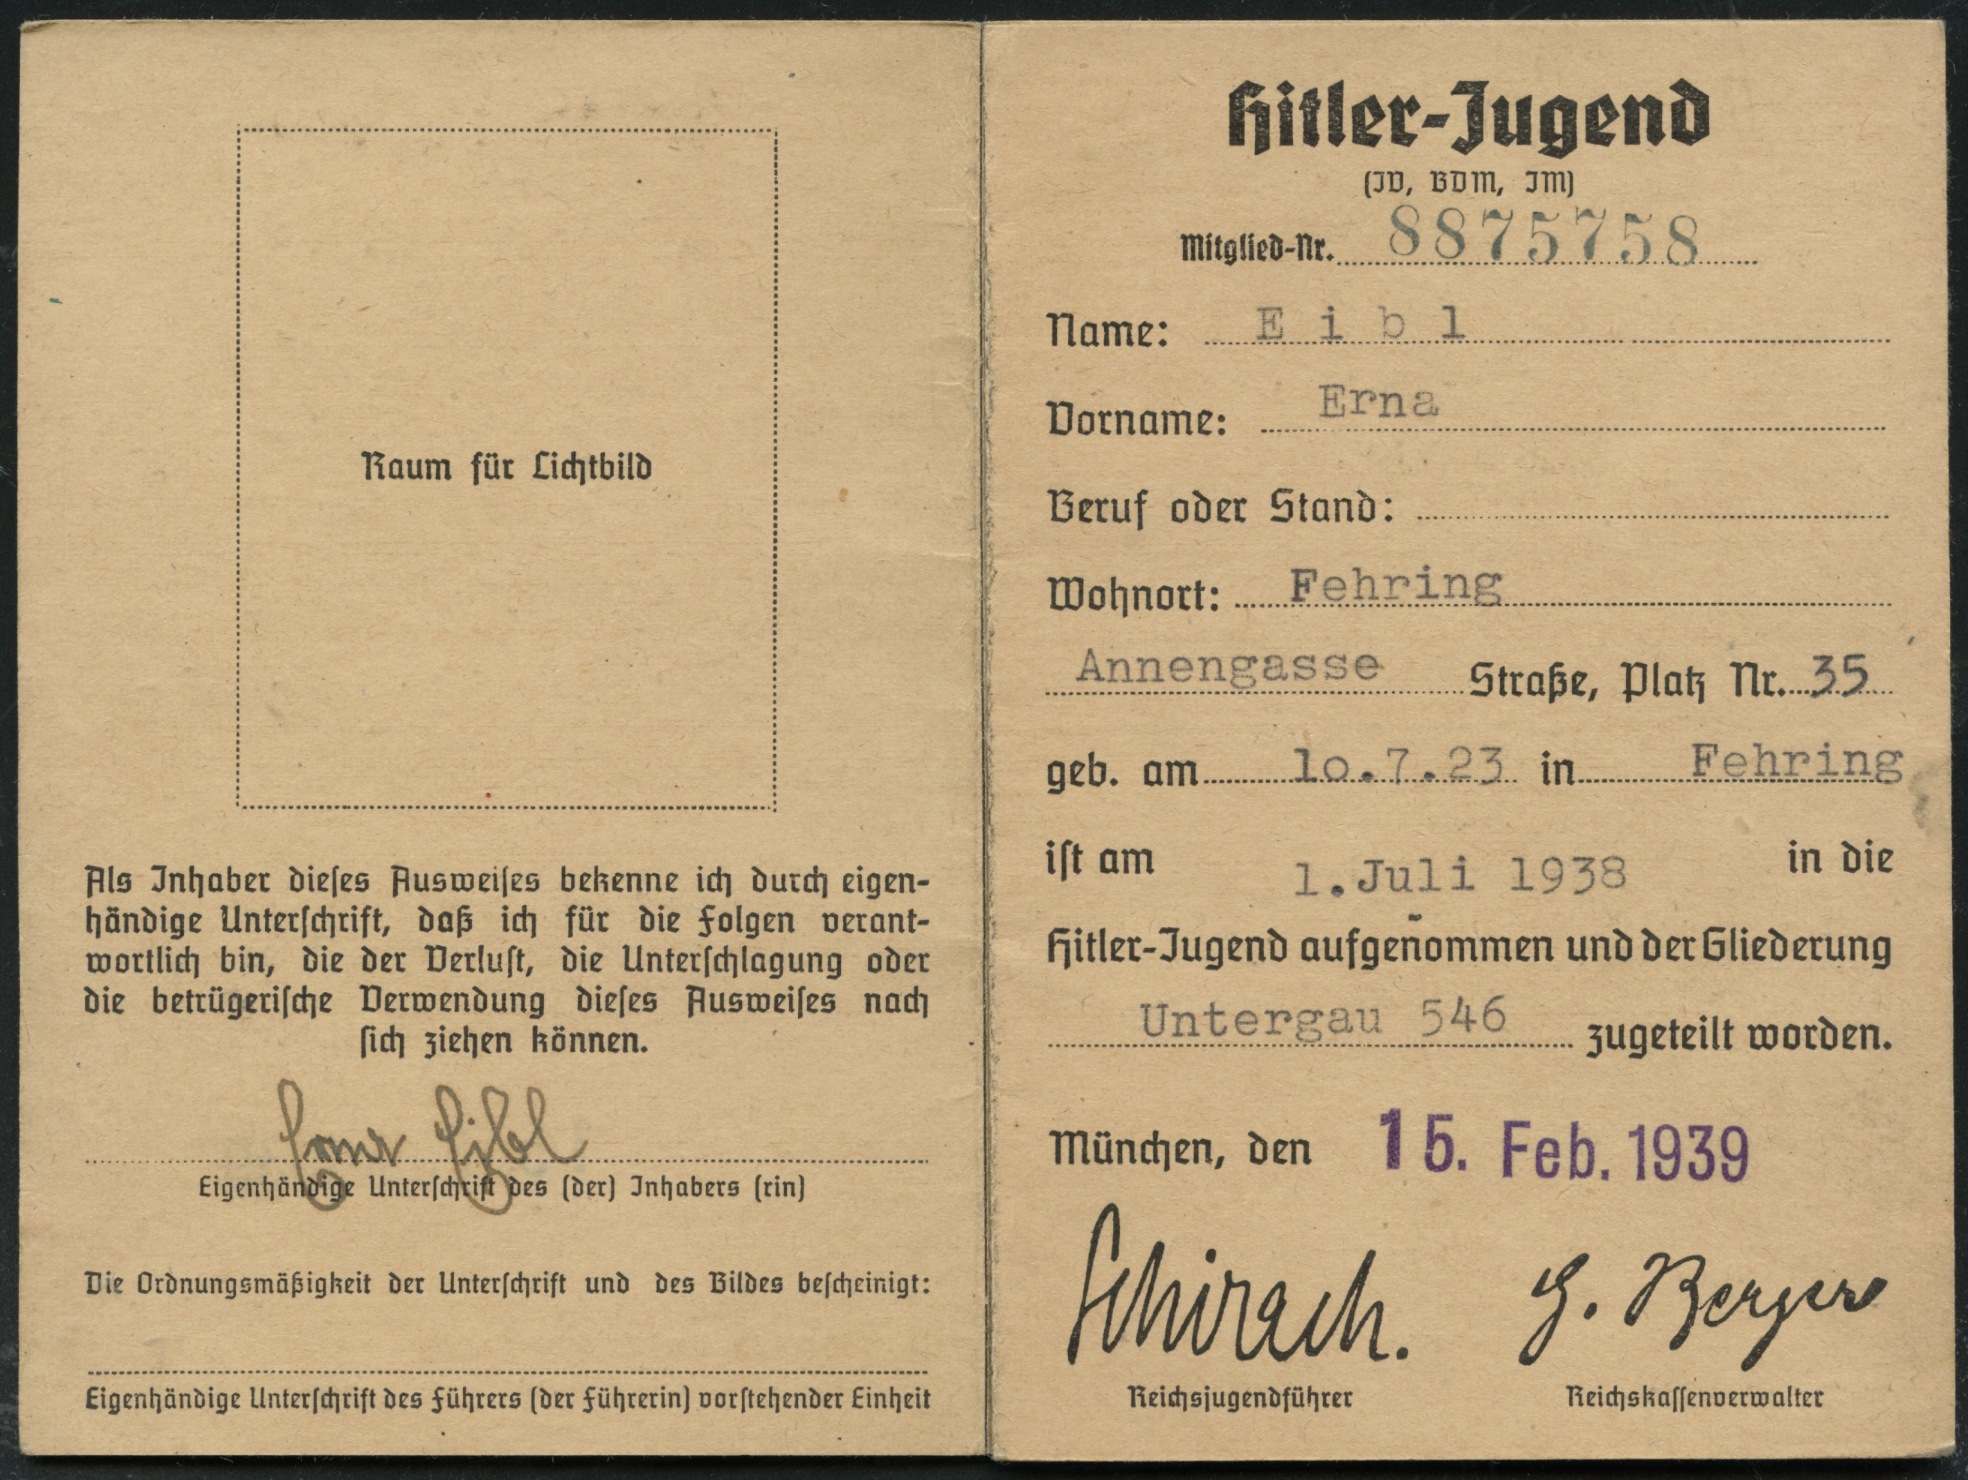 Raum für Lichtbild
Als Inhaber dieses Ausweises bekenne ich durch eigen-
händige Unterschrift, daß ich für die Folgen verant-
wortlich bin, die der Verlust, die Unterschlagung oder
die betrügerische Verwendung dieses Ausweises nach
sich ziehen können.
Erna Eibl
Eigenhändige Unterschrift des (der) Inhabers (rin)
Die Ordnungsmäßigkeit der Unterschrift und des Bildes bescheinigt:
Eigenhändige Unterschrift des Führers (der Führerin) vorstehender Einheit
Hitler-Jugend
(JV, BDM, JM)
Mitglied-Nr. 8875758
Name: Eibl
Vorname: Erna
Beruf oder Stand:
Wohnort: Fehring
Annengasse Straße, Platz Nr. 35
geb. am 10.7.23 in Fehring
ist am 1. Juli 1938 in die
Hitler-Jugend aufgenommen und der Gliederung
Untergau 546 zugeteilt worden.
München, den 15. Feb. 1939
Schirach. G. Berger
Reichsjugendführer Reichskassenverwalter